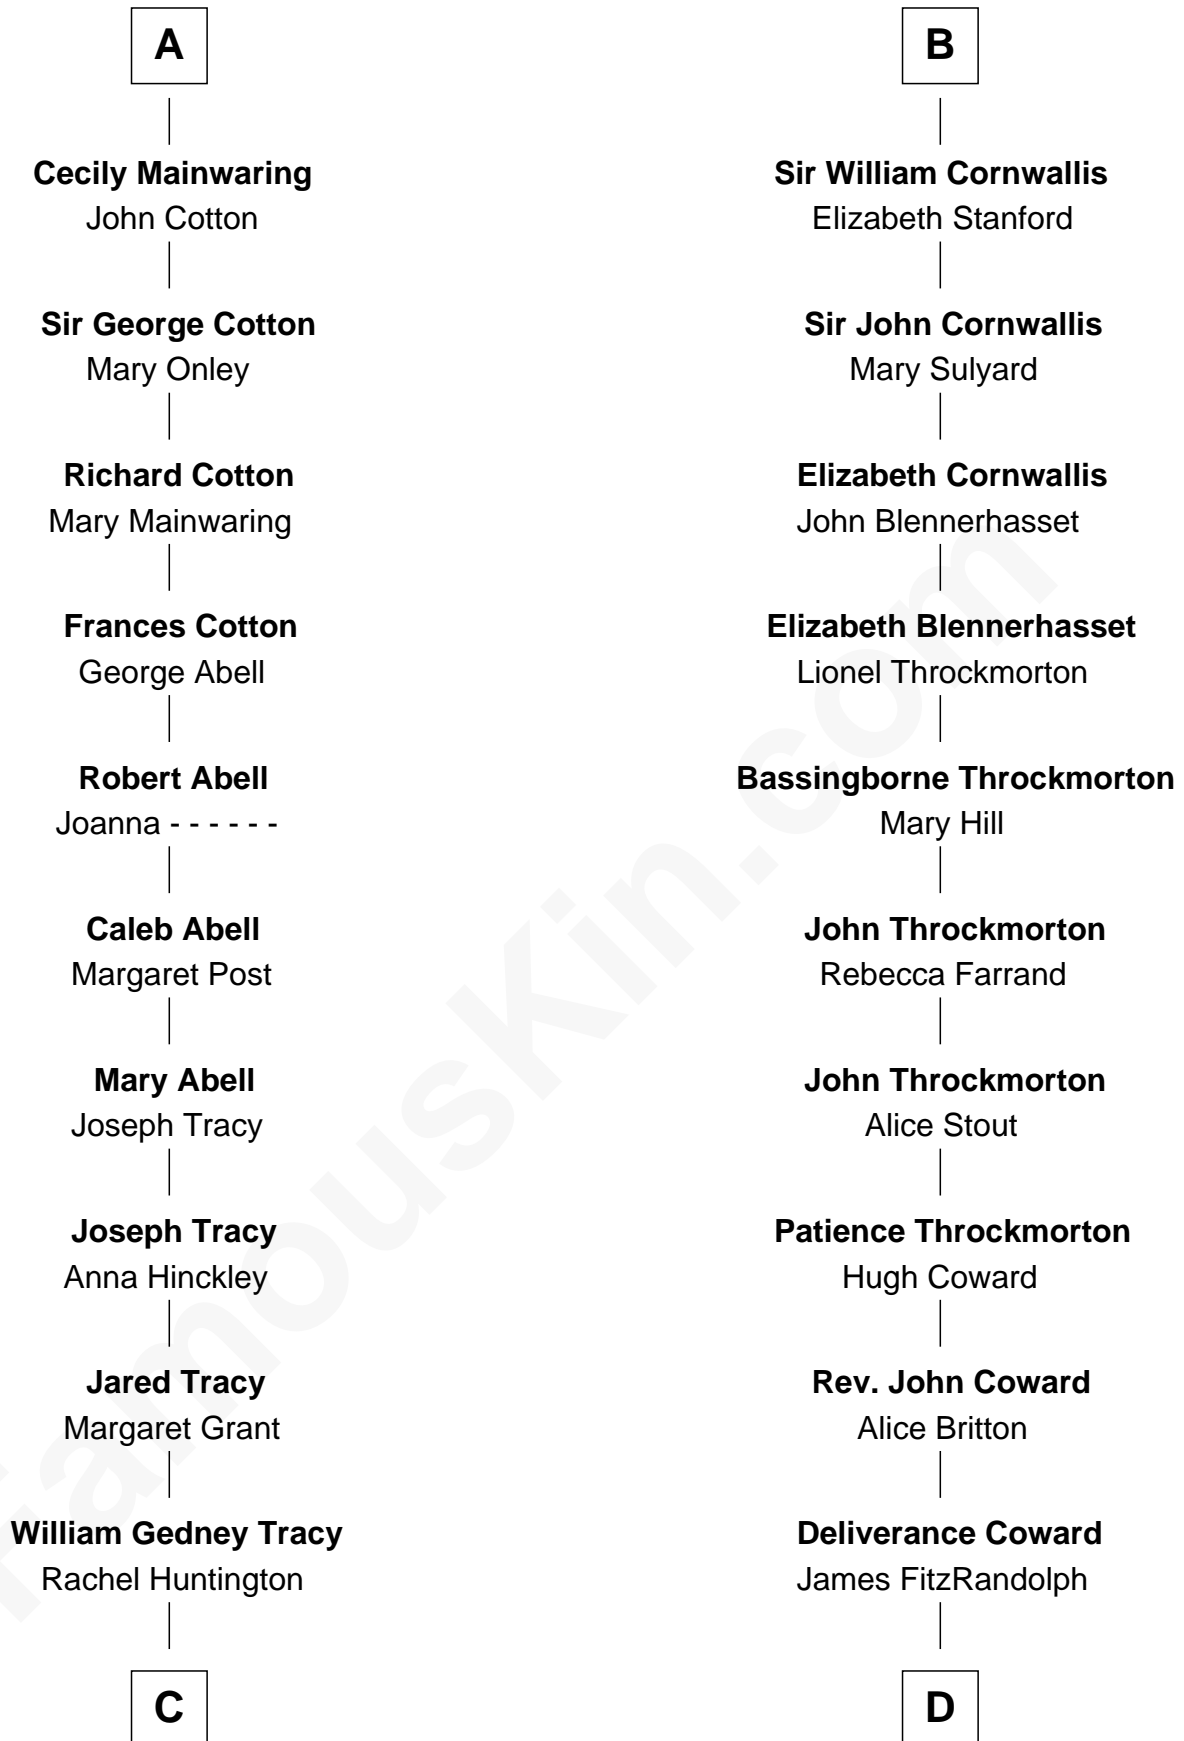 A
Cecily Mainwaring
John Cotton
Sir George Cotton
Mary Onley
Richard Cotton
Mary Mainwaring
Frances Cotton
George Abell
Robert Abell
Joanna - - - - - -
Caleb Abell
Margaret Post
Mary Abell
Joseph Tracy
Joseph Tracy
Anna Hinckley
Jared Tracy
Margaret Grant
William Gedney Tracy
Rachel Huntington
C
B
Sir William Cornwallis
Elizabeth Stanford
Sir John Cornwallis
Mary Sulyard
Elizabeth Cornwallis
John Blennerhasset
Elizabeth Blennerhasset
Lionel Throckmorton
Bassingborne Throckmorton
Mary Hill
John Throckmorton
Rebecca Farrand
John Throckmorton
Alice Stout
Patience Throckmorton
Hugh Coward
Rev. John Coward
Alice Britton
Deliverance Coward
James FitzRandolph
D
FamousKin.com